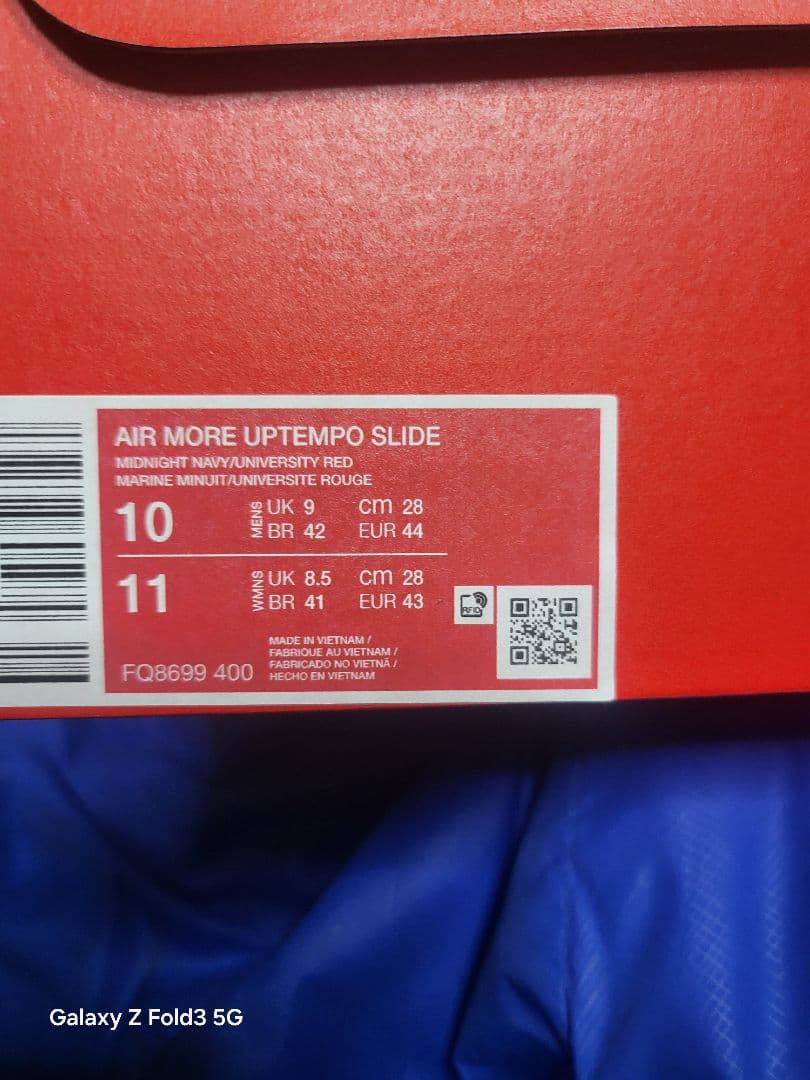 AIR MORE UPTEMPO SLIDE
MIDNIGHT NAVY/UNIVERSITY RED
MARINE MINUIT/UNIVERSITE ROUGE
10 MENS UK 9 cm 28
BR 42 EUR 44
11 WMNS UK 8.5 cm 28
BR 41 EUR 43
RFID
MADE IN VIETNAM /
FABRIQUE AU VIETNAM /
FABRICADO NO VIETNÃ /
HECHO EN VIETNAM
FQ8699 400
Galaxy Z Fold3 5G